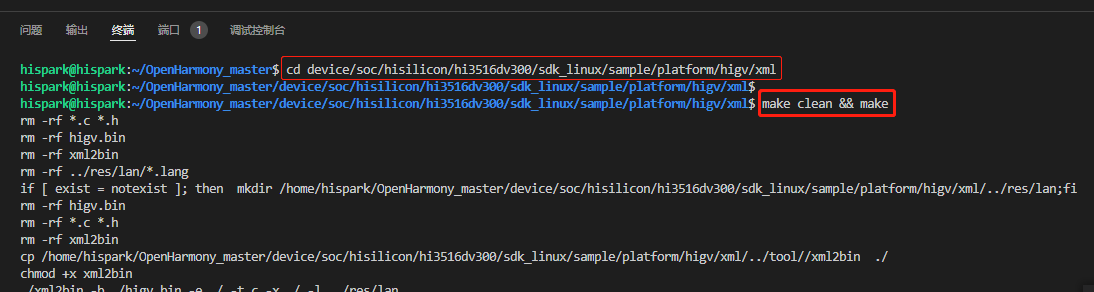 问题 输出 终端 端口 1 调试控制台
hispark@hispark:~/OpenHarmony_master$ cd device/soc/hisilicon/hi3516dv300/sdk_linux/sample/platform/higv/xml
hispark@hispark:~/OpenHarmony_master/device/soc/hisilicon/hi3516dv300/sdk_linux/sample/platform/higv/xml$
hispark@hispark:~/OpenHarmony_master/device/soc/hisilicon/hi3516dv300/sdk_linux/sample/platform/higv/xml$ make clean && make
rm -rf *.c *.h
rm -rf higv.bin
rm -rf xml2bin
rm -rf ../res/lan/*.lang
if [ exist = notexist ]; then  mkdir /home/hispark/OpenHarmony_master/device/soc/hisilicon/hi3516dv300/sdk_linux/sample/platform/higv/xml/../res/lan;fi
rm -rf higv.bin
rm -rf *.c *.h
rm -rf xml2bin
cp /home/hispark/OpenHarmony_master/device/soc/hisilicon/hi3516dv300/sdk_linux/sample/platform/higv/xml/../tool//xml2bin  ./
chmod +x xml2bin
./xml2bin -b ./higv.bin -e ./ -t c -x ./ -l ../res/lan